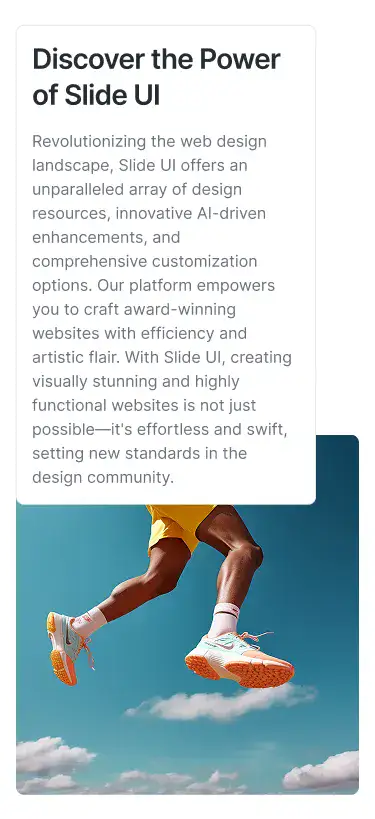 Discover the Power
of Slide UI
Revolutionizing the web design
landscape, Slide UI offers an
unparalleled array of design
resources, innovative AI-driven
enhancements, and
comprehensive customization
options. Our platform empowers
you to craft award-winning
websites with efficiency and
artistic flair. With Slide UI, creating
visually stunning and highly
functional websites is not just
possible—it's effortless and swift,
setting new standards in the
design community.